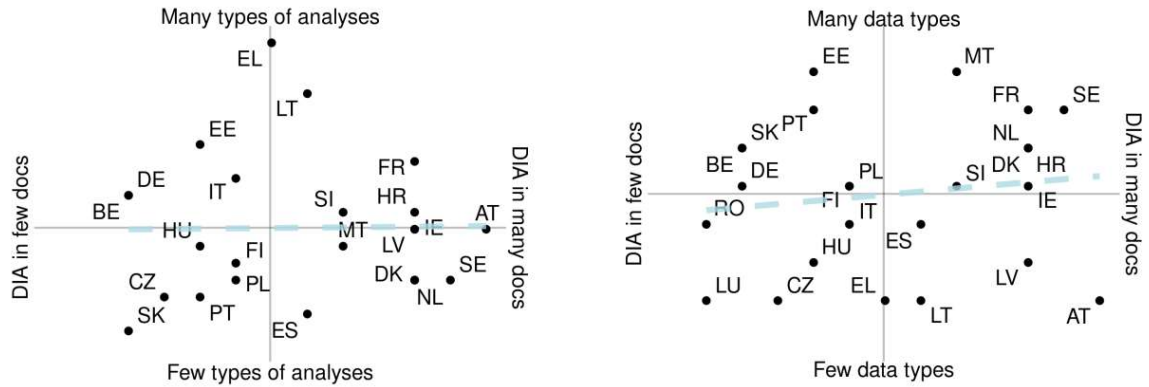 Many types of analyses
EL
LT
EE
DE
IT
FR
BE
SI
HR
AT
HU
MT
IE
LV
FI
CZ
PL
DK
SE
SK
PT
NL
ES
Few types of analyses
DIA in few docs
DIA in many docs
Many data types
EE
MT
FR
SE
SK
PT
NL
BE
DE
PL
SI
DK
HR
RO
FI
IT
IE
HU
ES
LV
LU
CZ
EL
LT
AT
Few data types
DIA in few docs
DIA in many docs